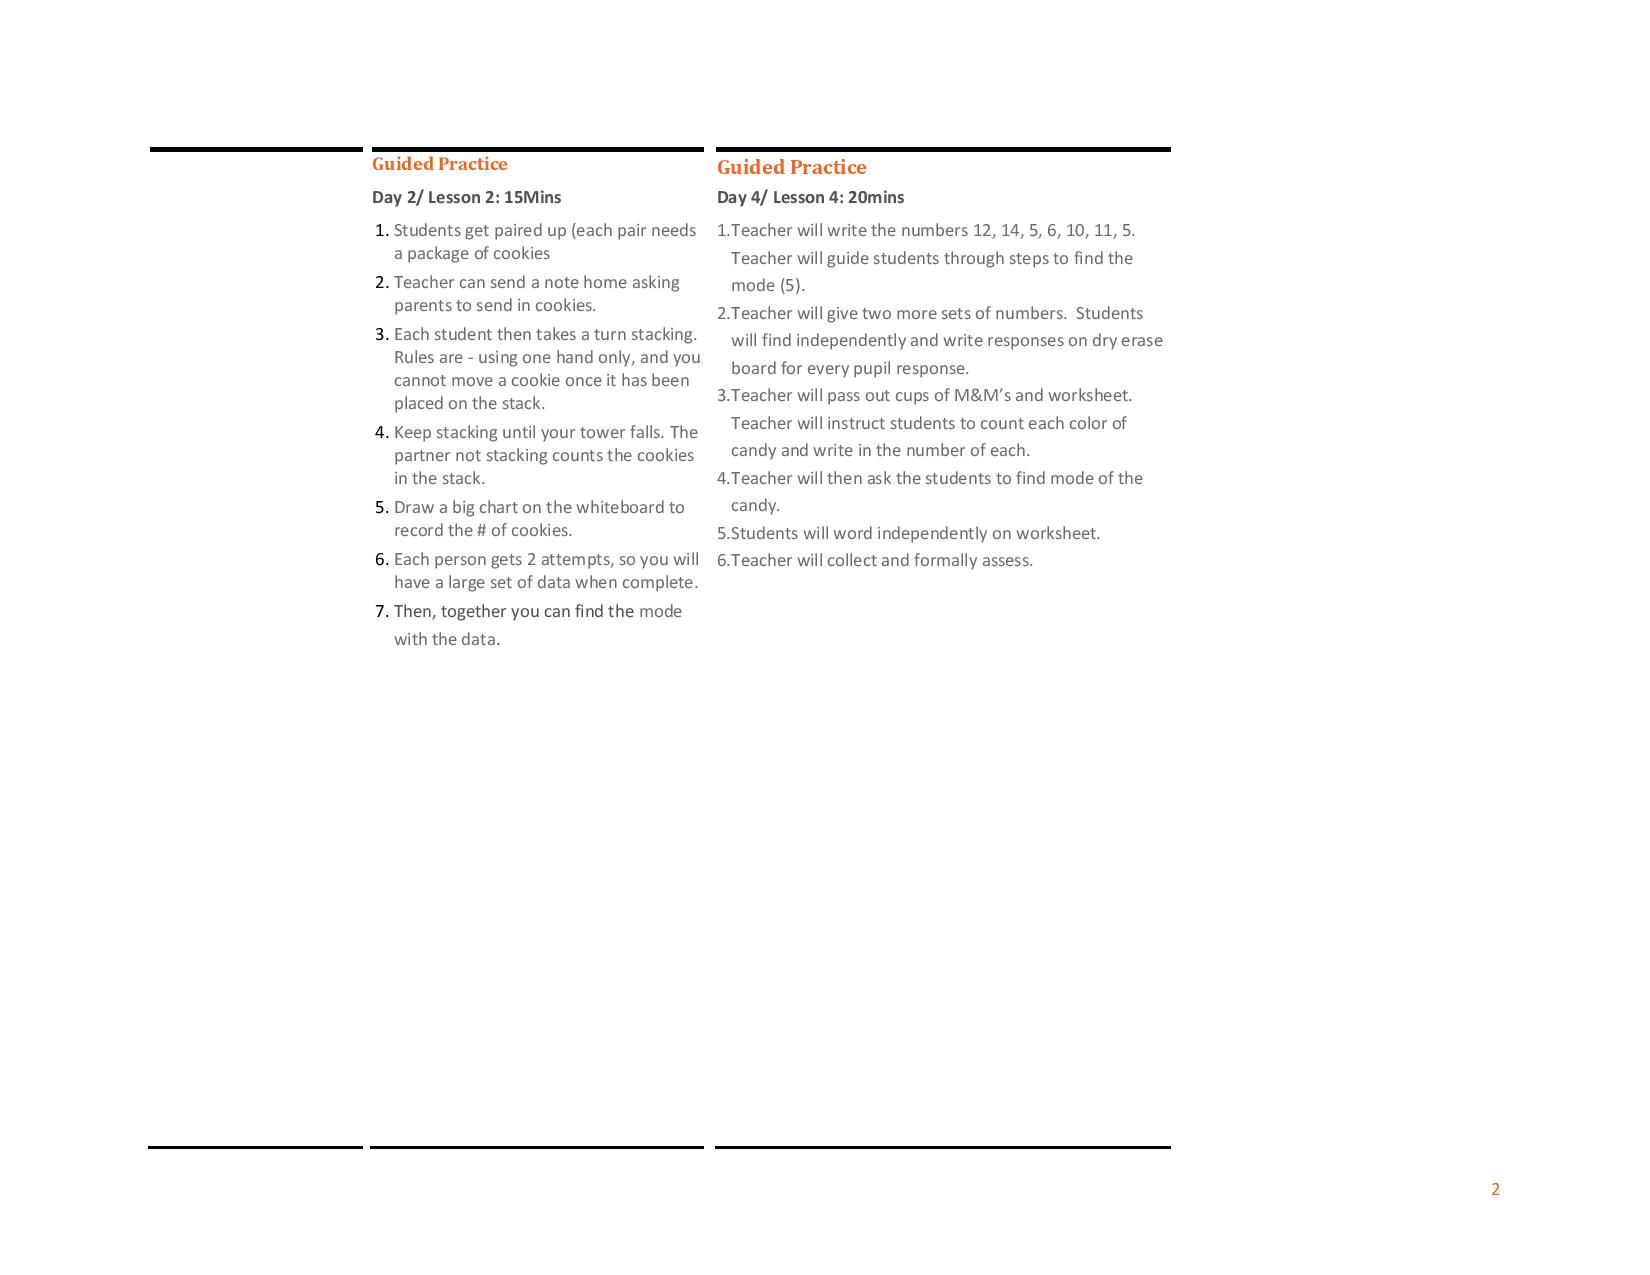 Guided Practice
Day 2/ Lesson 2: 15Mins
1. Students get paired up (each pair needs
a package of cookies
2. Teacher can send a note home asking
parents to send in cookies.
3. Each student then takes a turn stacking.
Rules are - using one hand only, and you
cannot move a cookie once it has been
placed on the stack.
4. Keep stacking until your tower falls. The
partner not stacking counts the cookies
in the stack.
5. Draw a big chart on the whiteboard to
record the # of cookies.
6. Each person gets 2 attempts, so you will
have a large set of data when complete.
7. Then, together you can find the mode
with the data.
Guided Practice
Day 4/ Lesson 4: 20mins
1.Teacher will write the numbers 12, 14, 5, 6, 10, 11, 5.
Teacher will guide students through steps to find the
mode (5).
2.Teacher will give two more sets of numbers.  Students
will find independently and write responses on dry erase
board for every pupil response.
3.Teacher will pass out cups of M&M’s and worksheet.
Teacher will instruct students to count each color of
candy and write in the number of each.
4.Teacher will then ask the students to find mode of the
candy.
5.Students will word independently on worksheet.
6.Teacher will collect and formally assess.
2